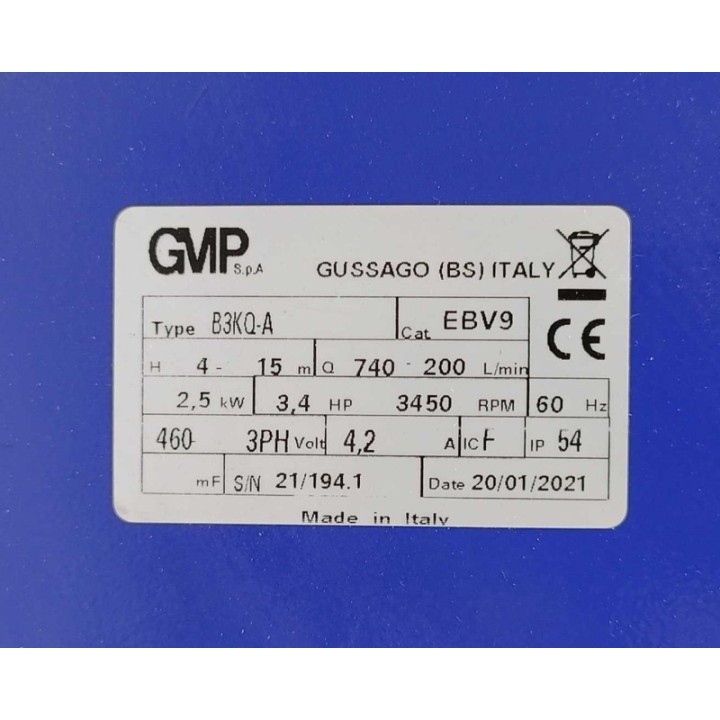 GMP S.p.A
GUSSAGO (BS) ITALY
Type B3KQ-A Cat EBV9
CE
H 4 - 15 m Q 740 - 200 L/min
2,5 kW 3,4 HP 3450 RPM 60 Hz
460 3PH Volt 4,2 A IC F IP 54
mF S/N 21/194.1 Date 20/01/2021
Made in Italy